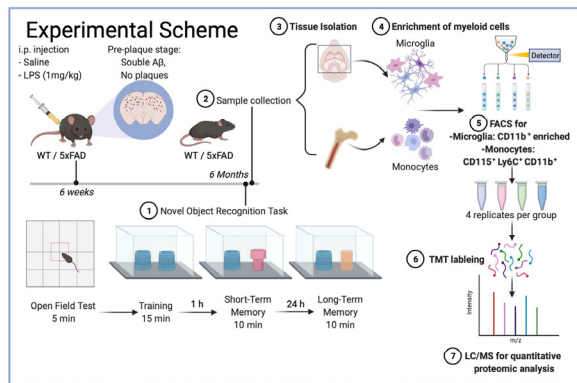 Experimental Scheme
i.p. injection
- Saline
- LPS (1mg/kg)
Pre-plaque stage:
Souble Aβ,
No plaques
WT / 5xFAD
WT / 5xFAD
6 weeks
6 Months
2 Sample collection
3 Tissue Isolation
4 Enrichment of myeloid cells
Microglia
Monocytes
Detector
5 FACS for
-Microglia: CD11b+ enriched
-Monocytes:
CD115+ Ly6C+ CD11b+
4 replicates per group
6 TMT labeleing
Intensity
m/z
7 LC/MS for quantitative
proteomic analysis
1 Novel Object Recognition Task
Open Field Test
5 min
Training
15 min
1 h
Short-Term
Memory
10 min
24 h
Long-Term
Memory
10 min